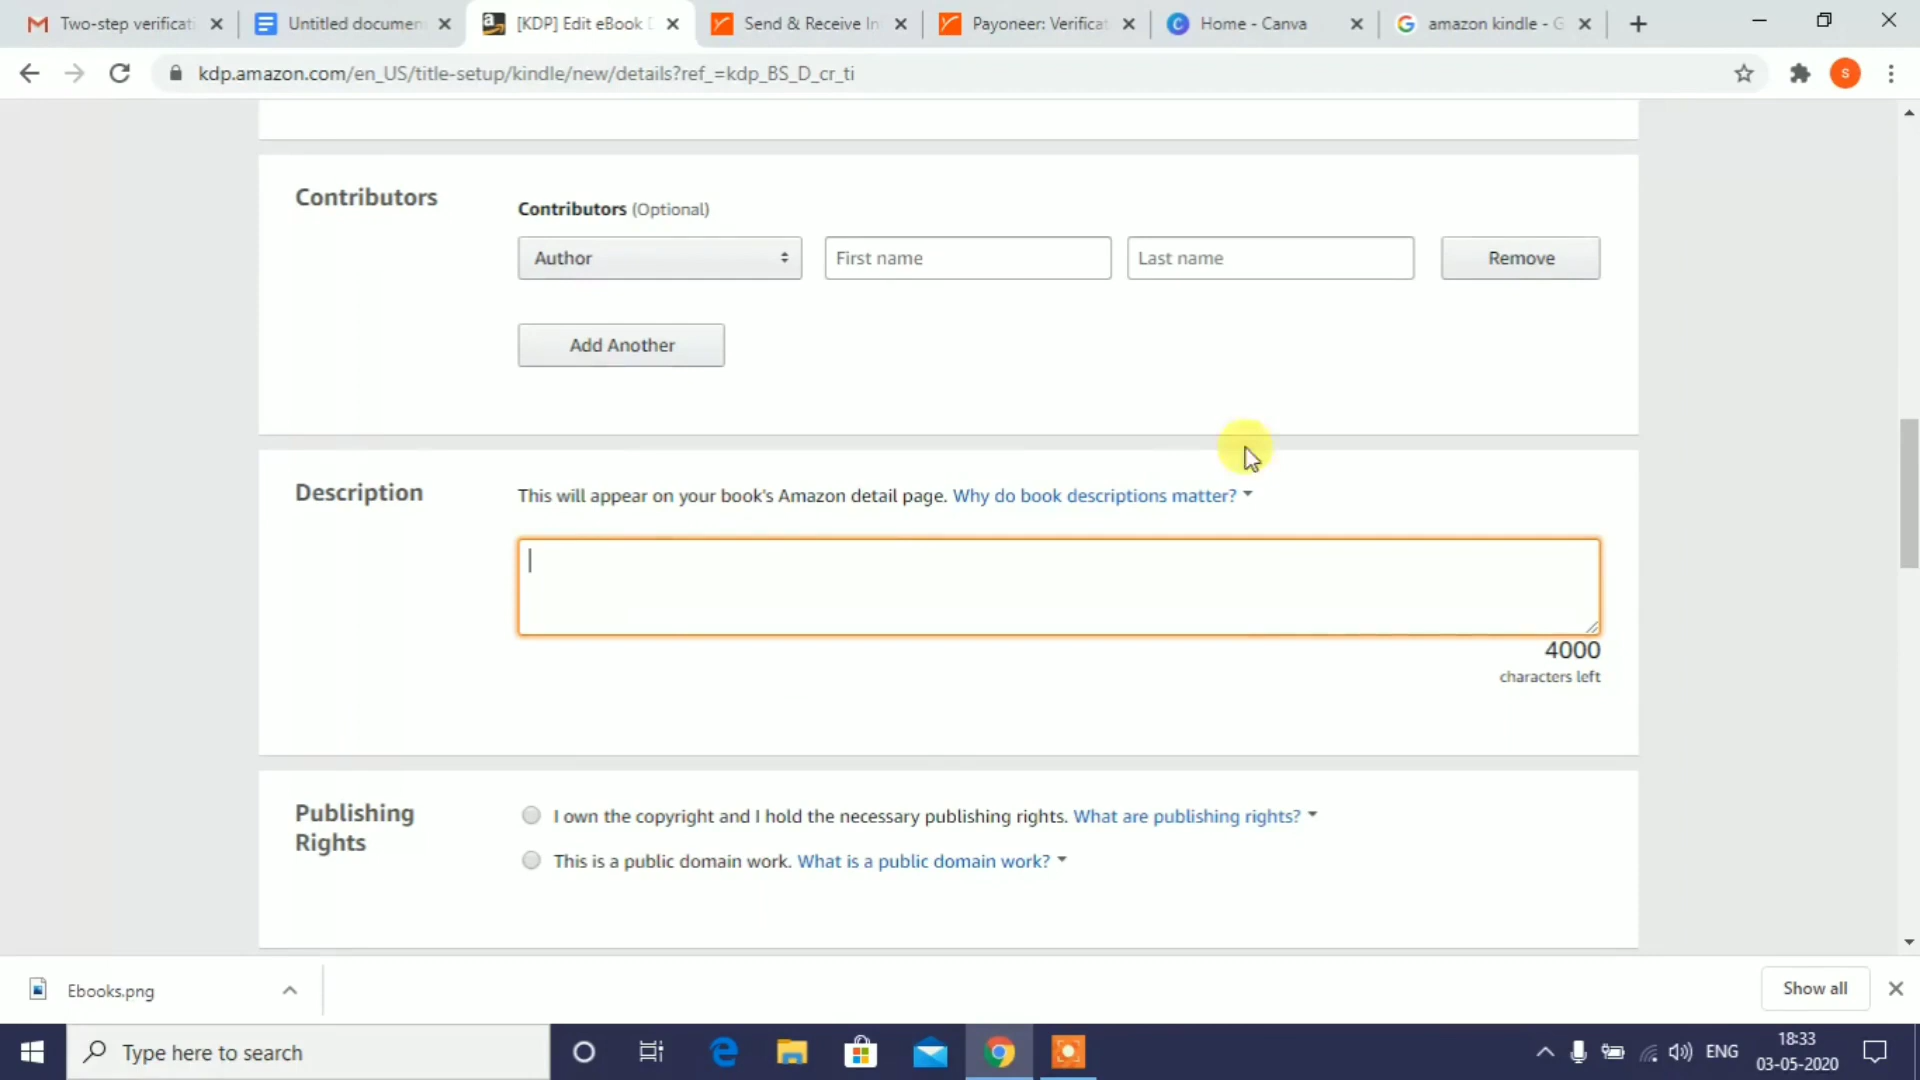 Two-step verificati
Untitled documen
[KDP] Edit eBook D
Send & Receive In
Payoneer: Verificat
Home - Canva
amazon kindle - G
kdp.amazon.com/en_US/title-setup/kindle/new/details?ref_=kdp_BS_D_cr_ti
S
Contributors
Contributors (Optional)
Author
First name
Last name
Remove
Add Another
Description
This will appear on your book's Amazon detail page. Why do book descriptions matter?
4000
characters left
Publishing
Rights
I own the copyright and I hold the necessary publishing rights. What are publishing rights?
This is a public domain work. What is a public domain work?
Ebooks.png
Show all
Type here to search
ENG
18:33
03-05-2020